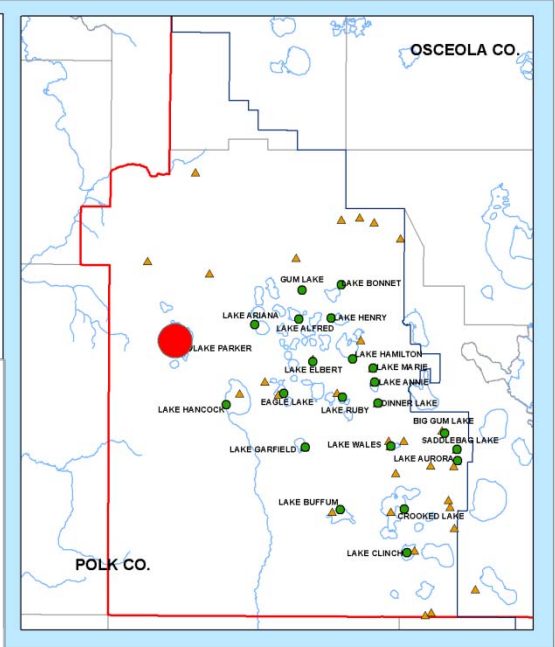 OSCEOLA CO.
GUM LAKE
LAKE BONNET
LAKE ARIANA
LAKE HENRY
LAKE ALFRED
LAKE PARKER
LAKE HAMILTON
LAKE ELBERT
LAKE MARIE
LAKE ANNIE
EAGLE LAKE
LAKE HANCOCK
LAKE RUBY
DINNER LAKE
BIG GUM LAKE
LAKE GARFIELD
LAKE WALES
SADDLEBAG LAKE
LAKE AURORA
LAKE BUFFUM
CROOKED LAKE
LAKE CLINCH
POLK CO.